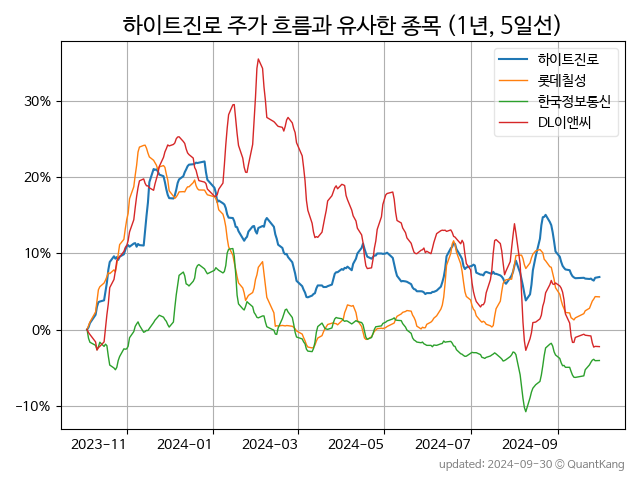 하이트진로 주가 흐름과 유사한 종목 (1년, 5일선)
하이트진로
롯데칠성
한국정보통신
DL이앤씨
30%
20%
10%
0%
−10%
2023-11
2024-01
2024-03
2024-05
2024-07
2024-09
updated: 2024-09-30 © QuantKang